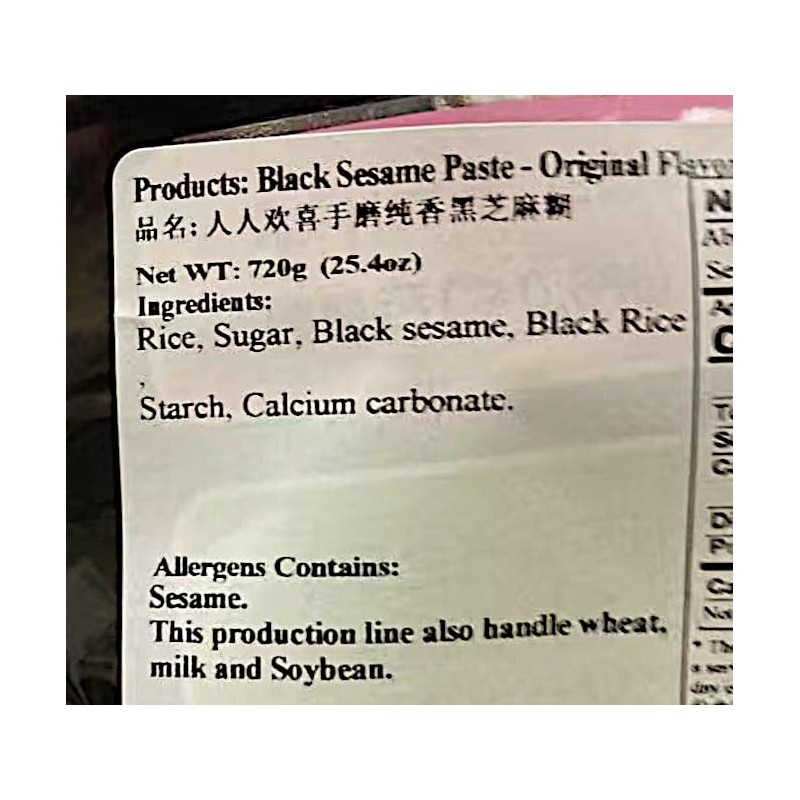 Products: Black Sesame Paste - Original Flavor
品名: 人人欢喜手磨纯香黑芝麻糊
Net WT: 720g (25.4oz)
Ingredients:
Rice, Sugar, Black sesame, Black Rice
,
Starch, Calcium carbonate.
Allergens Contains:
Sesame.
This production line also handle wheat,
milk and Soybean.